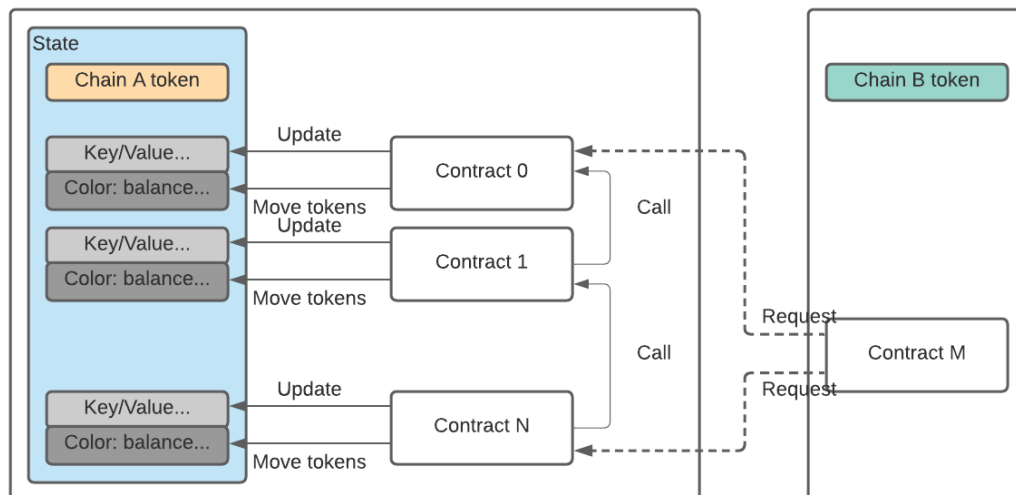 State
Chain A token
Chain B token
Update
Key/Value...
Contract 0
Color: balance...
Move tokens
Call
Update
Key/Value...
Contract 1
Color: balance...
Move tokens
Request
Call
Contract M
Request
Update
Key/Value...
Contract N
Color: balance...
Move tokens